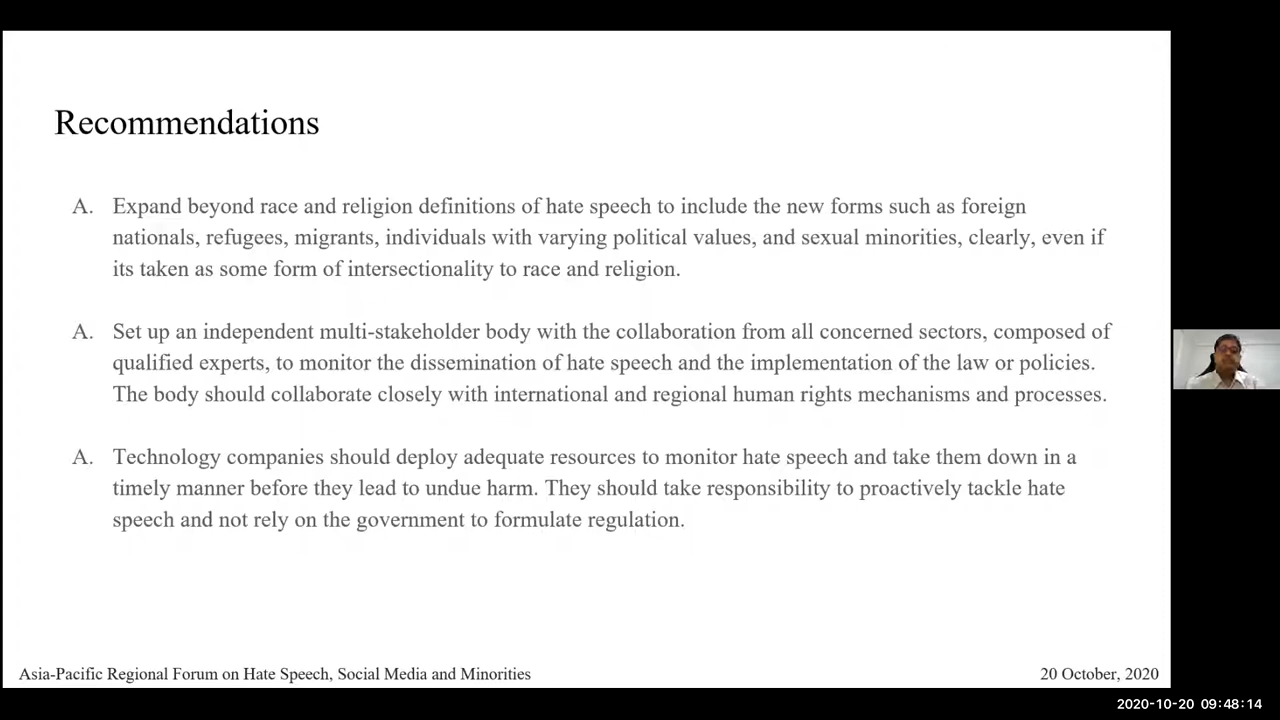 Recommendations
A. Expand beyond race and religion definitions of hate speech to include the new forms such as foreign
nationals, refugees, migrants, individuals with varying political values, and sexual minorities, clearly, even if
its taken as some form of intersectionality to race and religion.
A. Set up an independent multi-stakeholder body with the collaboration from all concerned sectors, composed of
qualified experts, to monitor the dissemination of hate speech and the implementation of the law or policies.
The body should collaborate closely with international and regional human rights mechanisms and processes.
A. Technology companies should deploy adequate resources to monitor hate speech and take them down in a
timely manner before they lead to undue harm. They should take responsibility to proactively tackle hate
speech and not rely on the government to formulate regulation.
Asia-Pacific Regional Forum on Hate Speech, Social Media and Minorities
20 October, 2020
2020-10-20 09:48:14